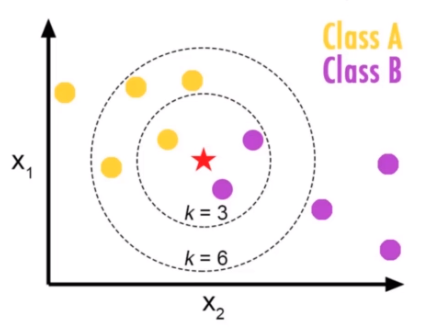 Class A
Class B
X1
k = 3
k = 6
X2